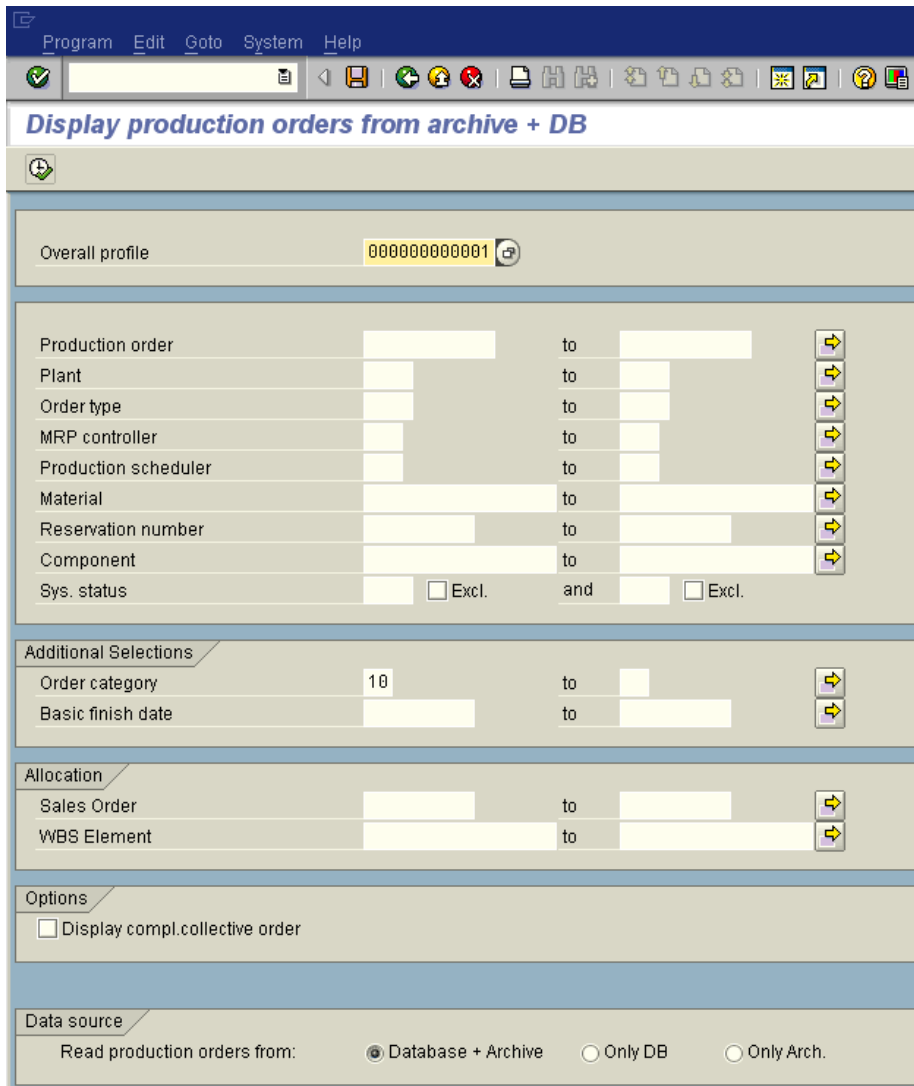 Program Edit Goto System Help
Display production orders from archive + DB
Overall profile 000000000001
Production order to
Plant to
Order type to
MRP controller to
Production scheduler to
Material to
Reservation number to
Component to
Sys. status Excl. and Excl.
Additional Selections
Order category 10 to
Basic finish date to
Allocation
Sales Order to
WBS Element to
Options
Display compl.collective order
Data source
Read production orders from: Database + Archive Only DB Only Arch.